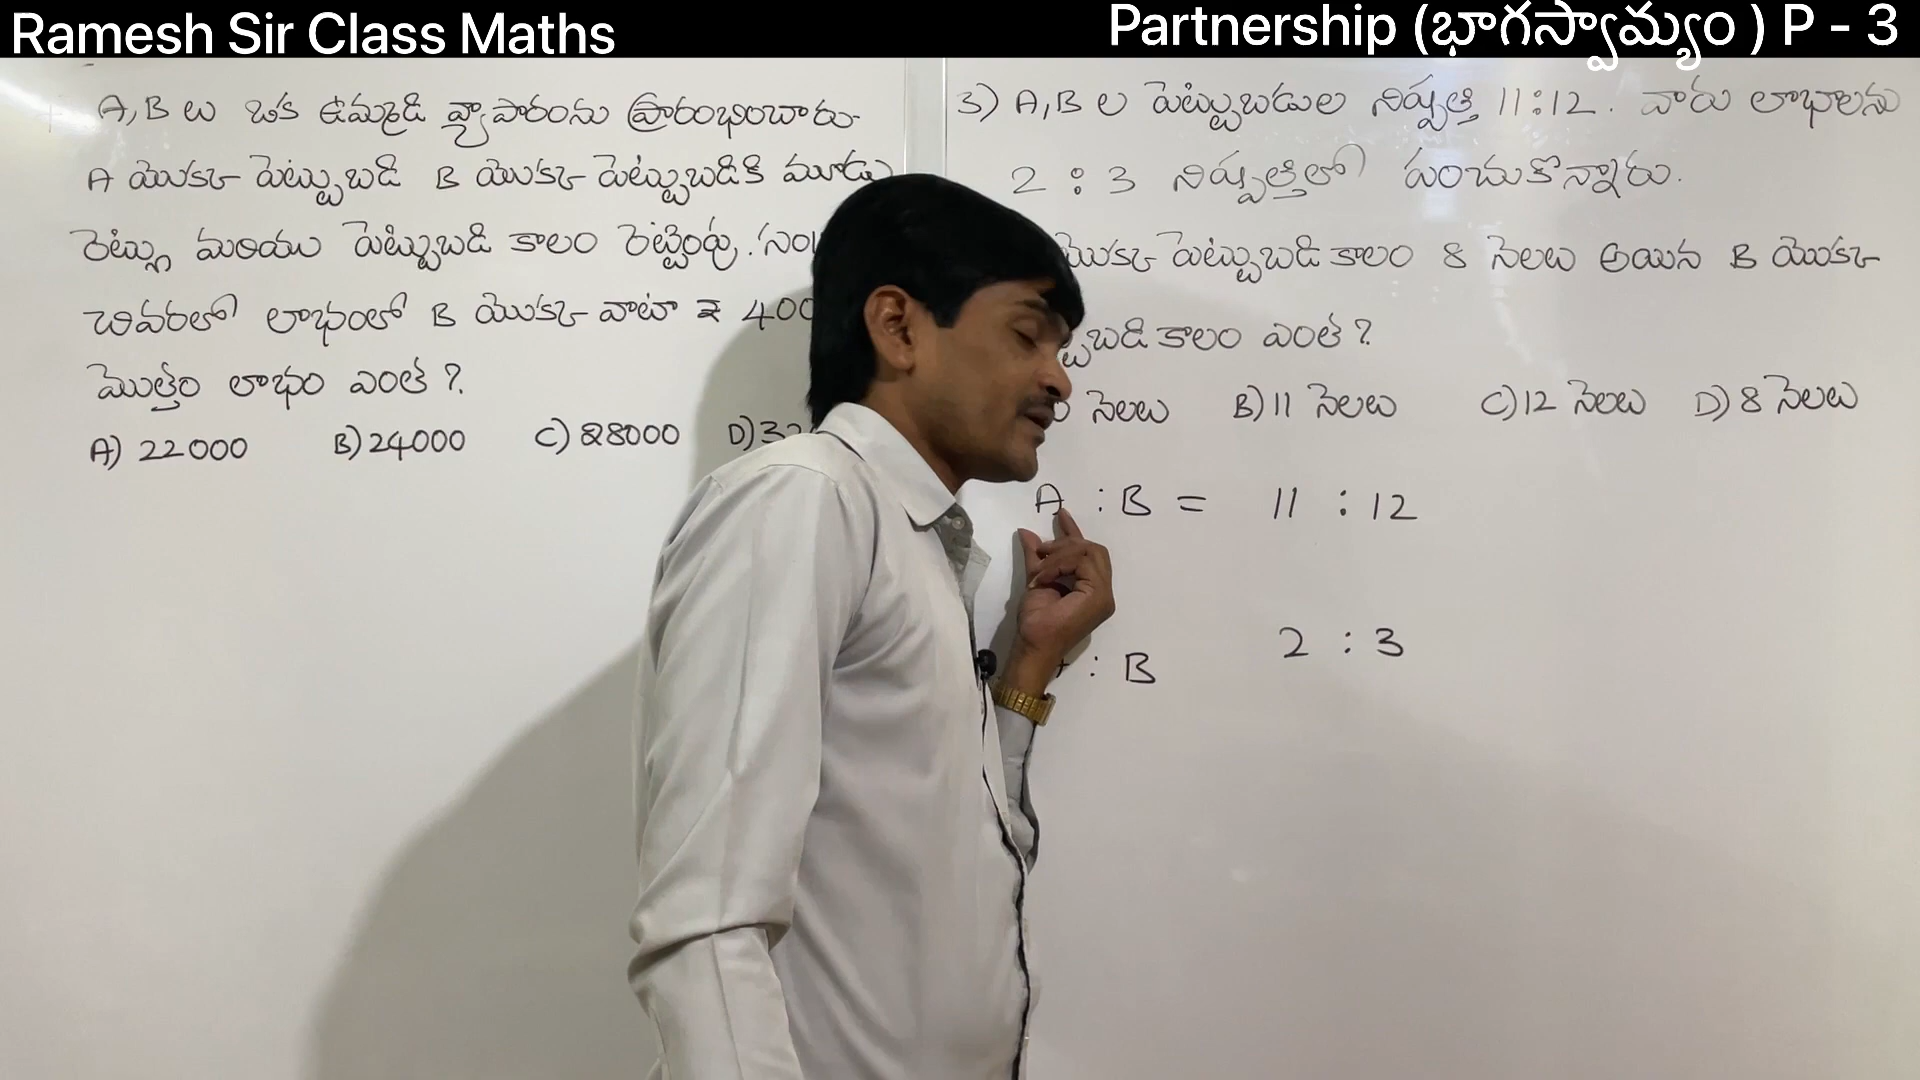 Ramesh Sir Class Maths
Partnership (భాగస్వామ్యం ) P - 3
A,B లు ఒక ఉమ్మడి వ్యాపారంను ప్రారంభించారు.
A యొక్క పెట్టుబడి B యొక్క పెట్టుబడికి మూడు
రెట్లు మరియు పెట్టుబడి కాలం రెట్టింపు. సం
చివరలో లాభంలో B యొక్క వాటా ₹ 400
మొత్తం లాభం ఎంత ?
A) 22000 B) 24000 C) 28000 D) 32
3) A,B ల పెట్టుబడుల నిష్పత్తి 11:12. వారు లాభాలను
2 : 3 నిష్పత్తిలో పంచుకొన్నారు.
యొక్క పెట్టుబడి కాలం 8 నెలలు అయిన B యొక్క
ట్టుబడి కాలం ఎంత ?
నెలలు B) 11 నెలలు C) 12 నెలలు D) 8 నెలలు
A : B = 11 : 12
: B 2 : 3